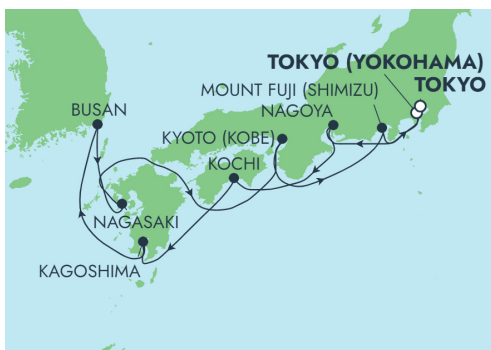 TOKYO (YOKOHAMA)
TOKYO
MOUNT FUJI (SHIMIZU)
NAGOYA
BUSAN
KYOTO (KOBE)
KOCHI
NAGASAKI
KAGOSHIMA